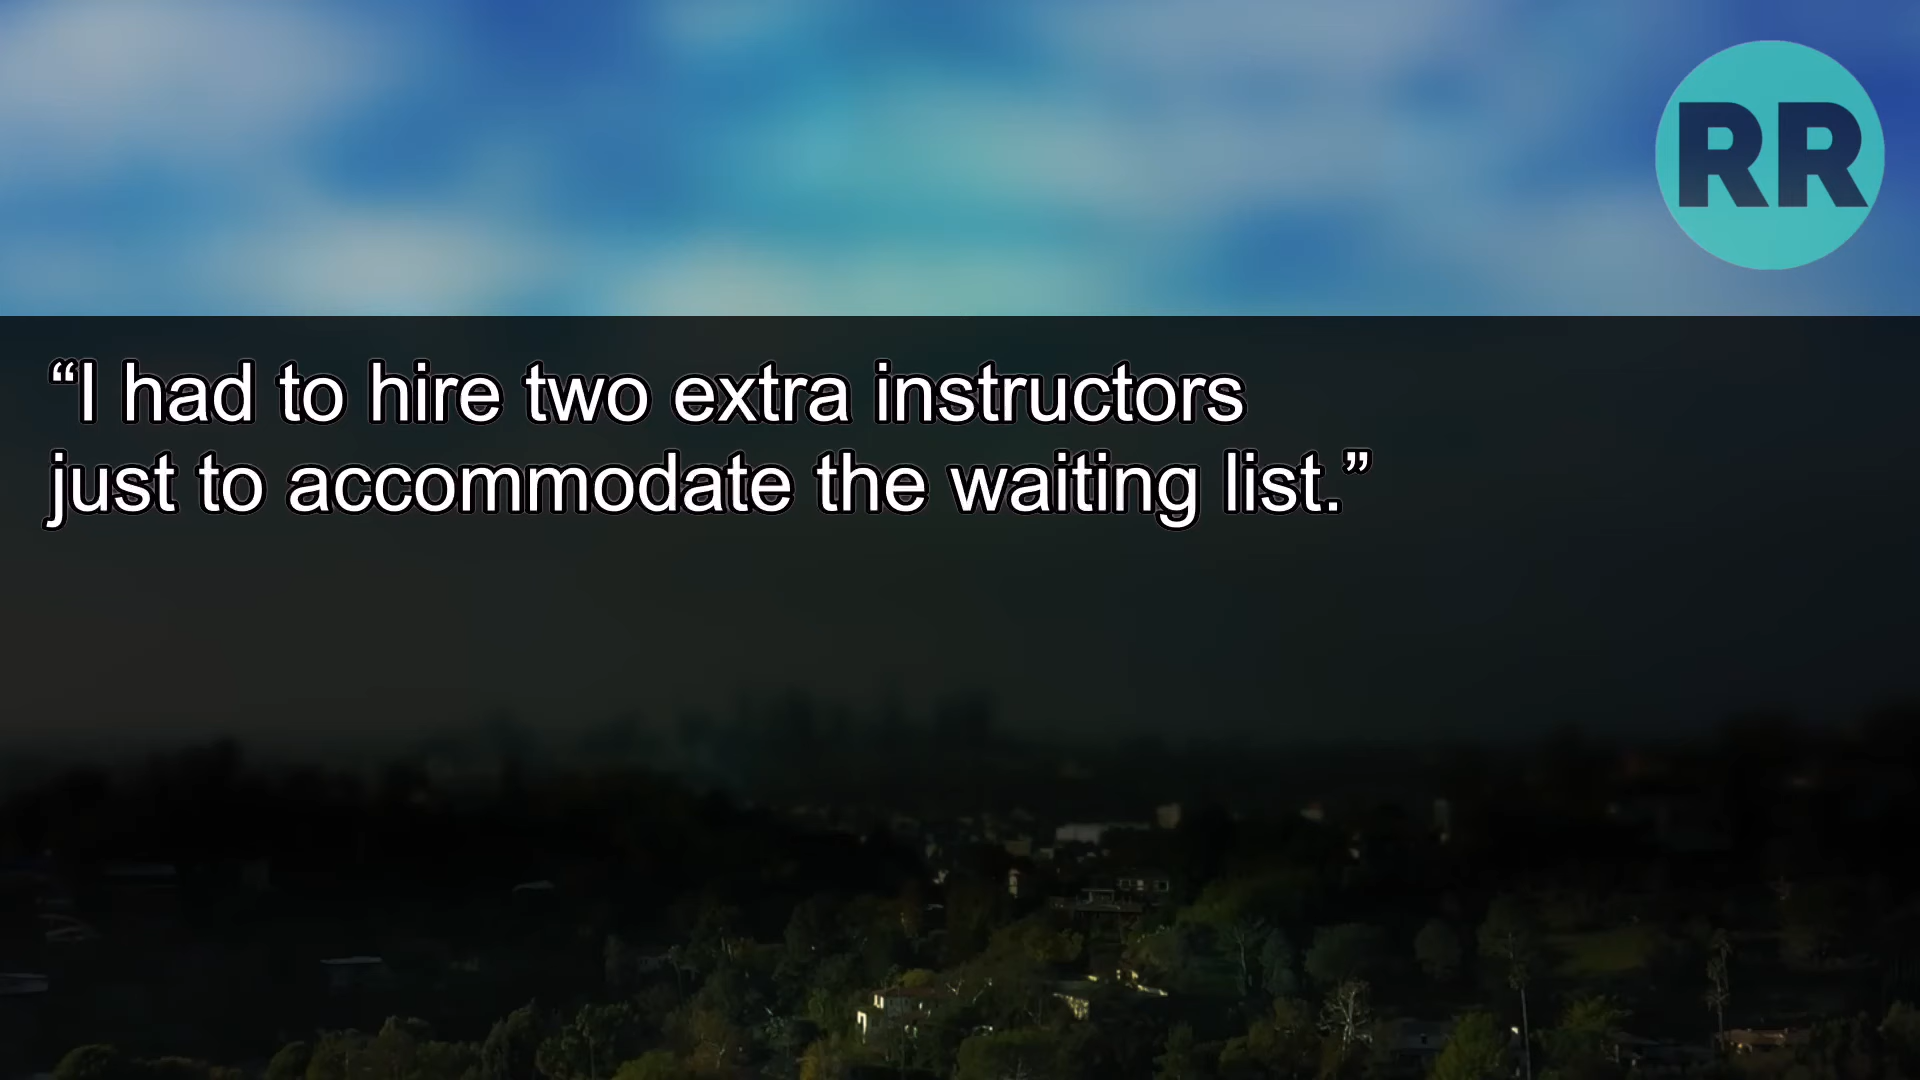 RR
“I had to hire two extra instructors
just to accommodate the waiting list.”